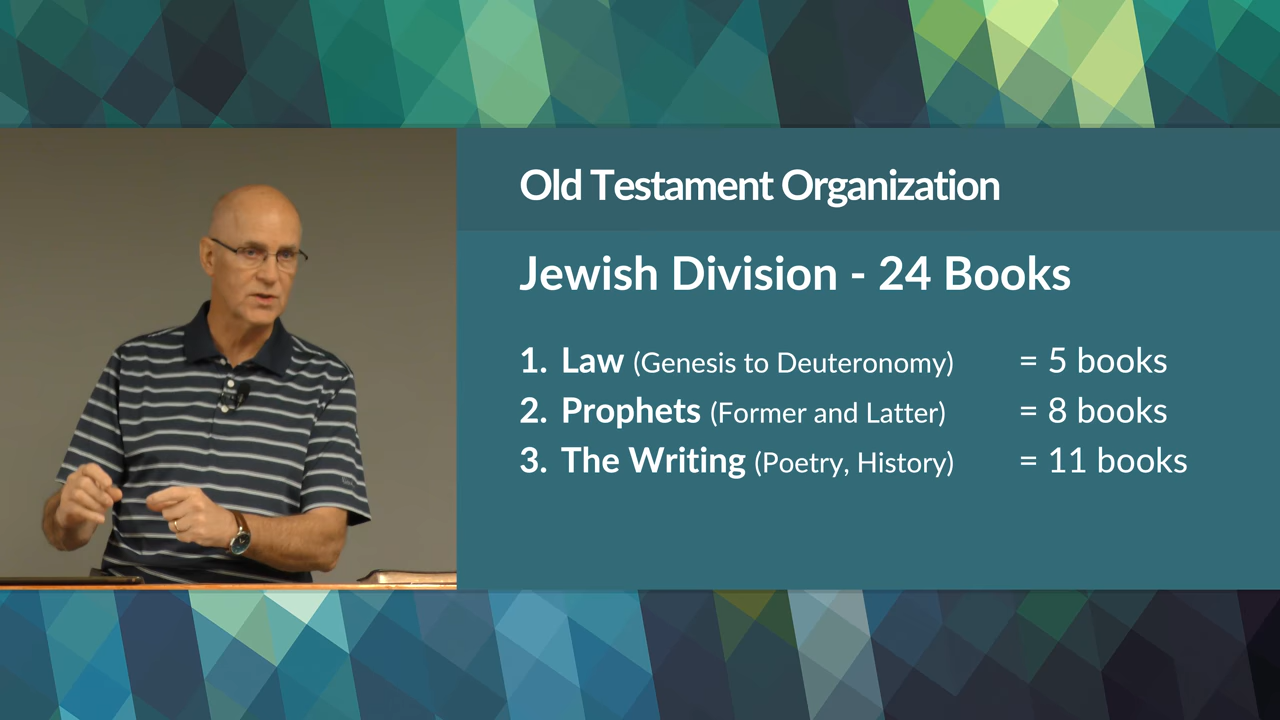 Old Testament Organization
Jewish Division - 24 Books
1. Law (Genesis to Deuteronomy) = 5 books
2. Prophets (Former and Latter) = 8 books
3. The Writing (Poetry, History) = 11 books